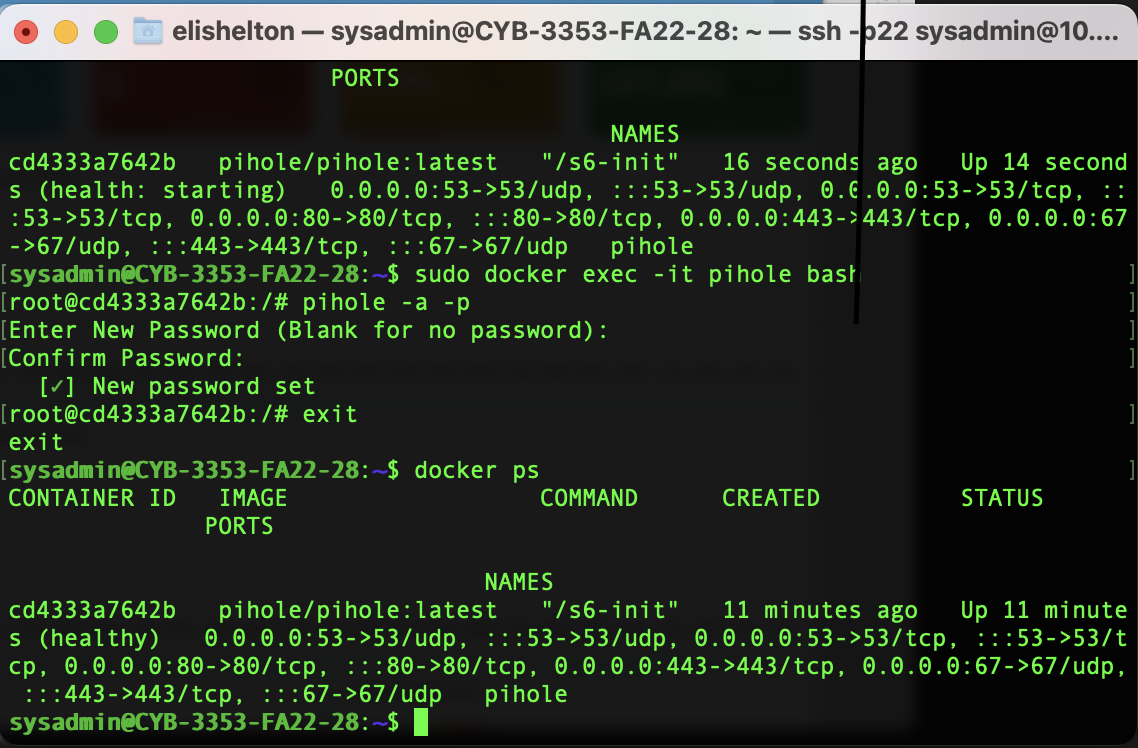 elishelton — sysadmin@CYB-3353-FA22-28: ~ — ssh -p22 sysadmin@10....
PORTS
NAMES
cd4333a7642b pihole/pihole:latest "/s6-init" 16 seconds ago Up 14 second
s (health: starting) 0.0.0.0:53->53/udp, :::53->53/udp, 0.0.0.0:53->53/tcp, ::
:53->53/tcp, 0.0.0.0:80->80/tcp, :::80->80/tcp, 0.0.0.0:443->443/tcp, 0.0.0.0:67
->67/udp, :::443->443/tcp, :::67->67/udp pihole
[sysadmin@CYB-3353-FA22-28:~$ sudo docker exec -it pihole bash ]
[root@cd4333a7642b:/# pihole -a -p ]
[Enter New Password (Blank for no password): ]
[Confirm Password: ]
[✓] New password set
[root@cd4333a7642b:/# exit ]
exit
[sysadmin@CYB-3353-FA22-28:~$ docker ps ]
CONTAINER ID IMAGE COMMAND CREATED STATUS
PORTS
NAMES
cd4333a7642b pihole/pihole:latest "/s6-init" 11 minutes ago Up 11 minute
s (healthy) 0.0.0.0:53->53/udp, :::53->53/udp, 0.0.0.0:53->53/tcp, :::53->53/t
cp, 0.0.0.0:80->80/tcp, :::80->80/tcp, 0.0.0.0:443->443/tcp, 0.0.0.0:67->67/udp,
:::443->443/tcp, :::67->67/udp pihole
sysadmin@CYB-3353-FA22-28:~$